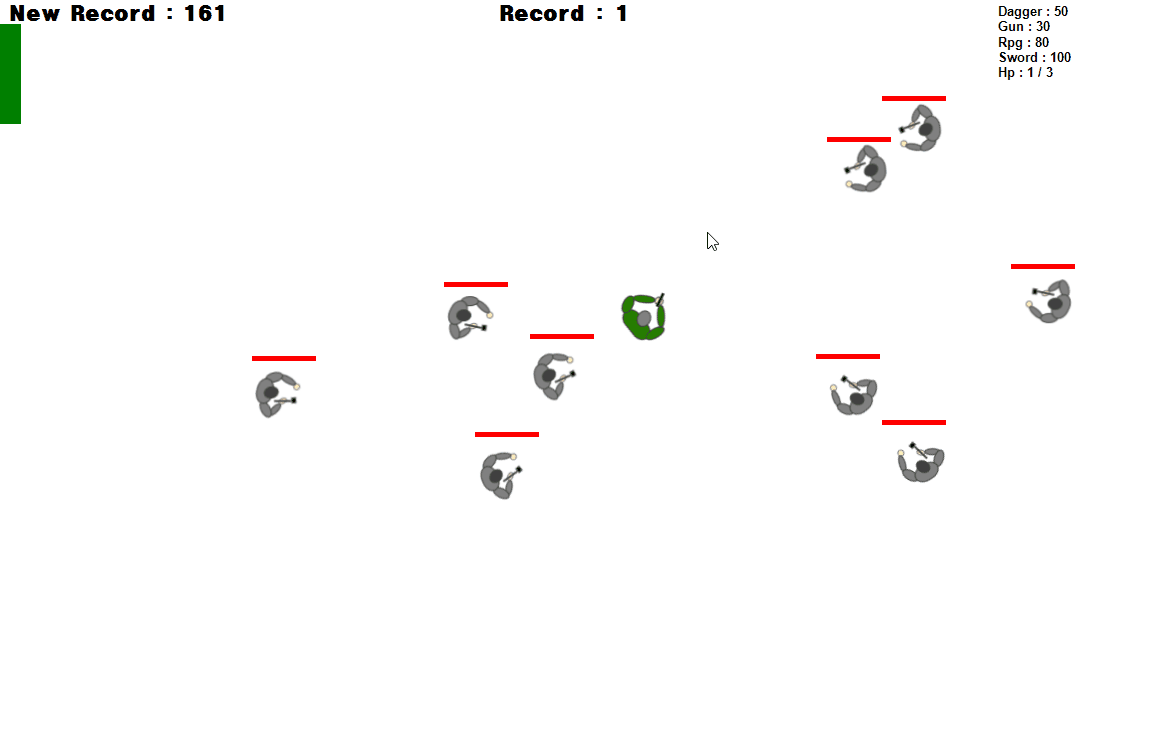 New Record : 161
Record : 1
Dagger : 50
Gun : 30
Rpg : 80
Sword : 100
Hp : 1 / 3